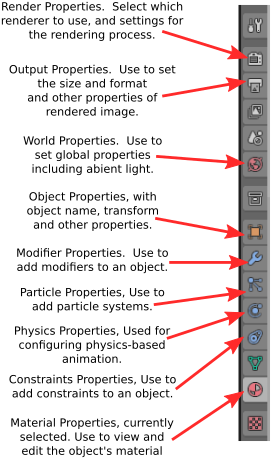 Render Properties.  Select which
renderer to use, and settings for
the rendering process.
Output Properties.  Use to set
the size and format
and other properties of
rendered image.
World Properties.  Use to
set global properties
including abient light.
Object Properties, with
object name, transform
and other properties.
Modifier Properties.  Use to
add modifiers to an object.
Particle Properties, Use to
add particle systems.
Physics Properties, Used for
configuring physics-based
animation.
Constraints Properties, Use to
add constraints to an object.
Material Properties, currently
selected. Use to view and
edit the object's material